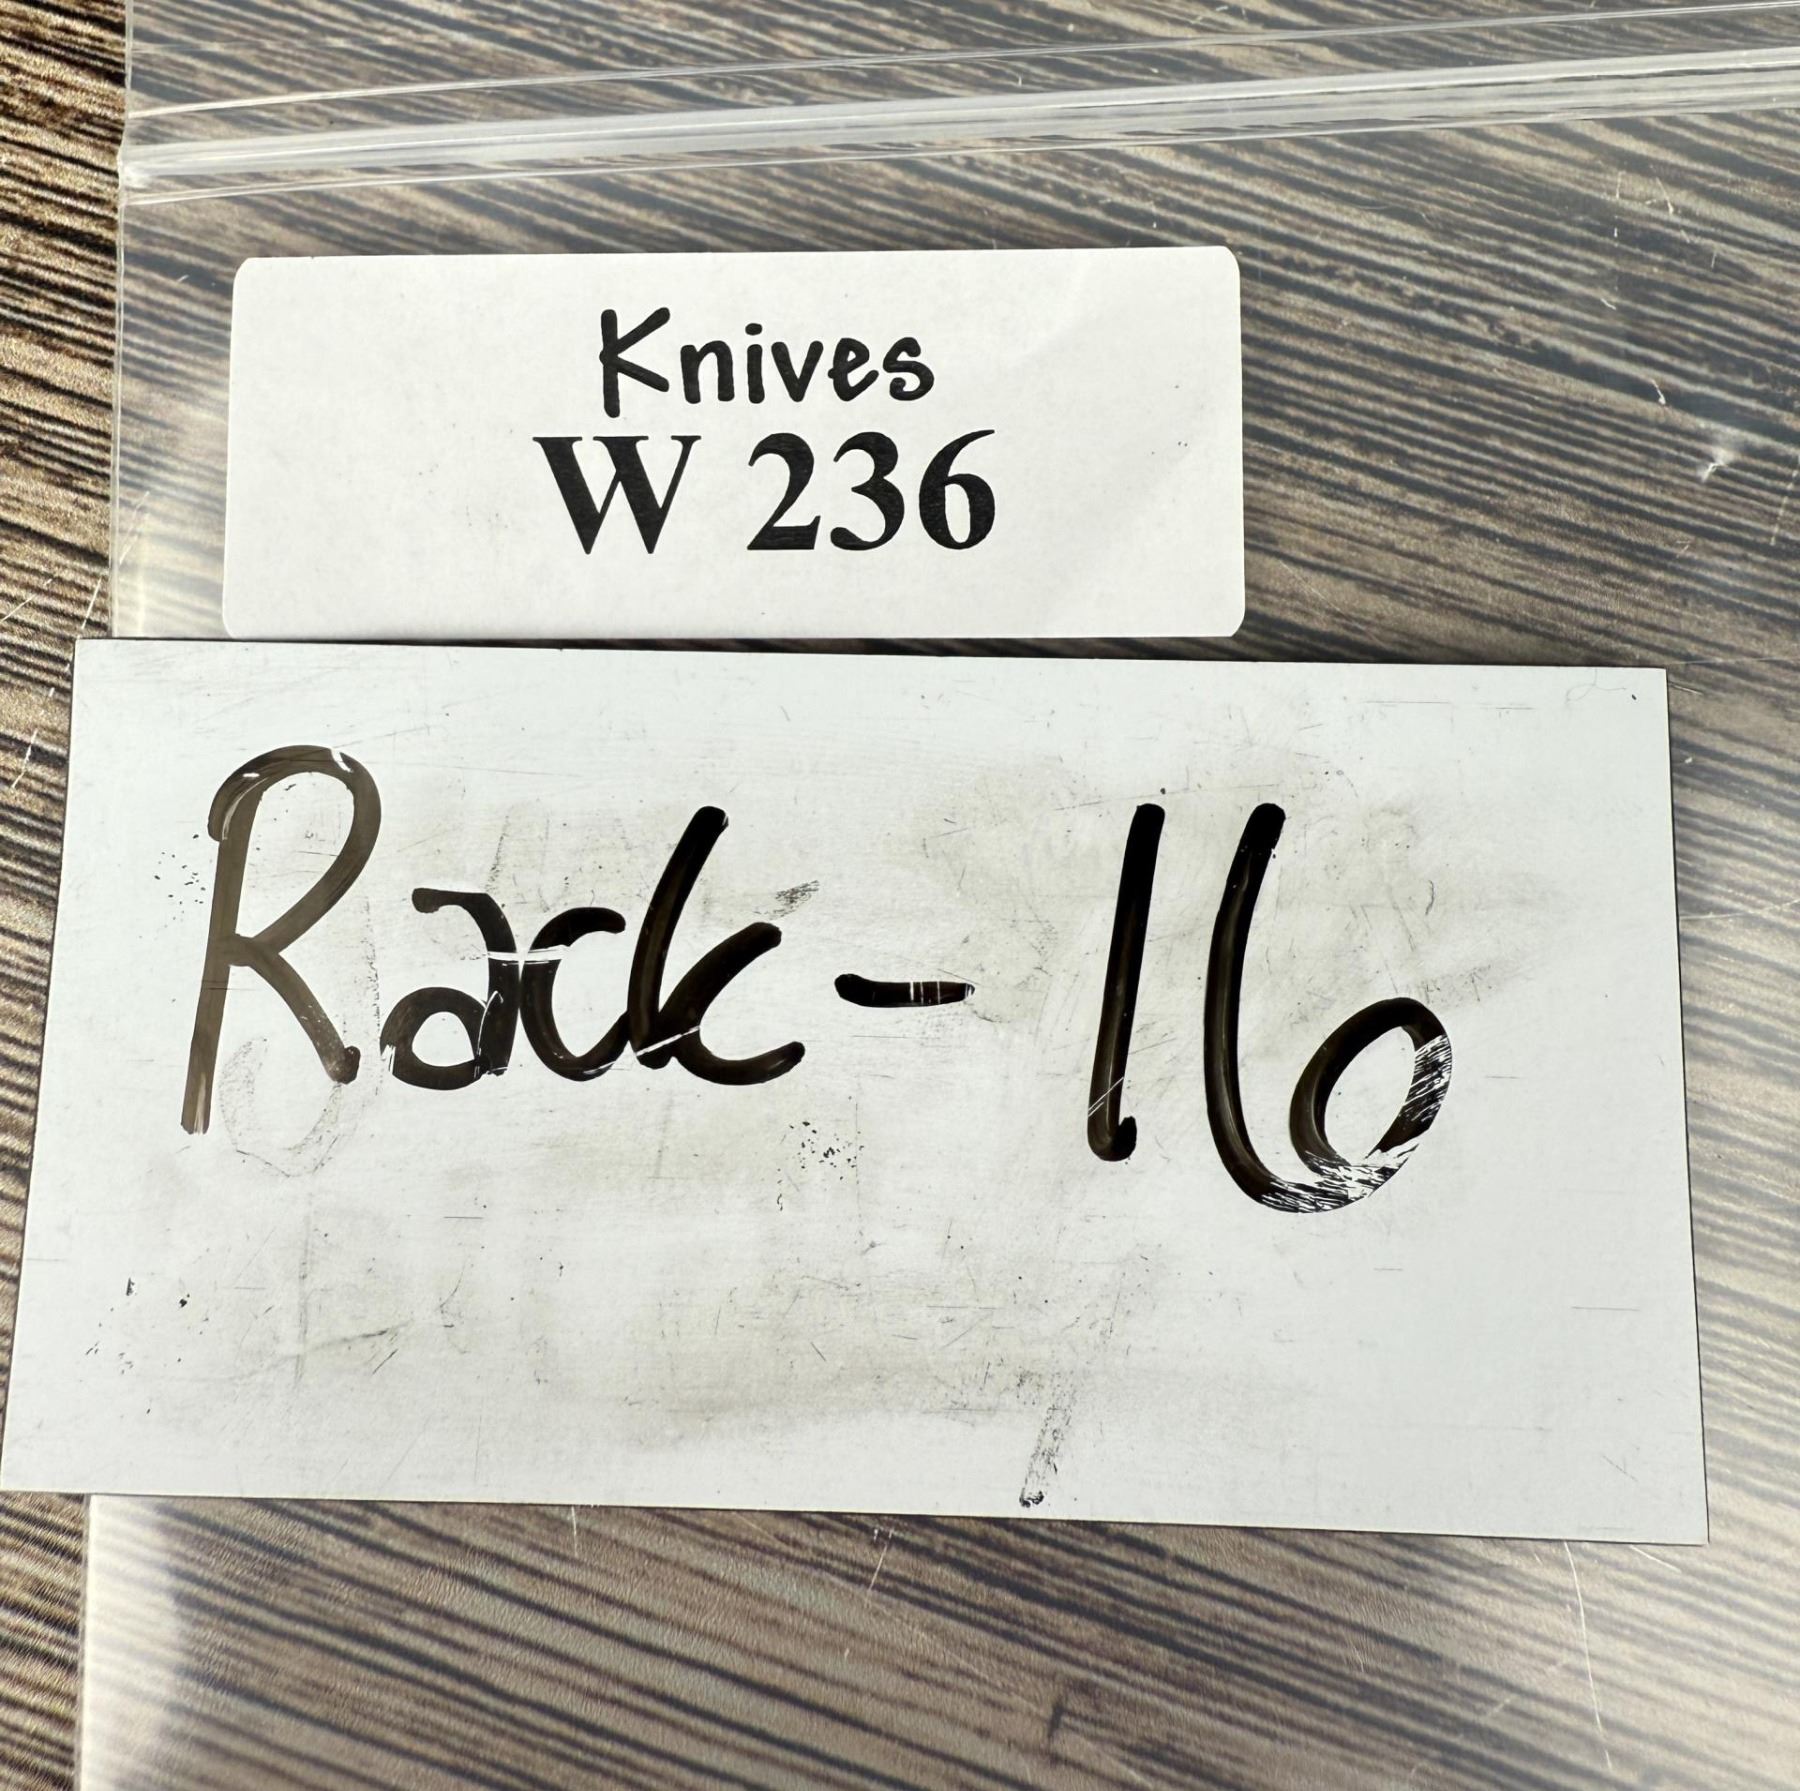 Knives
W 236
Rack - 16